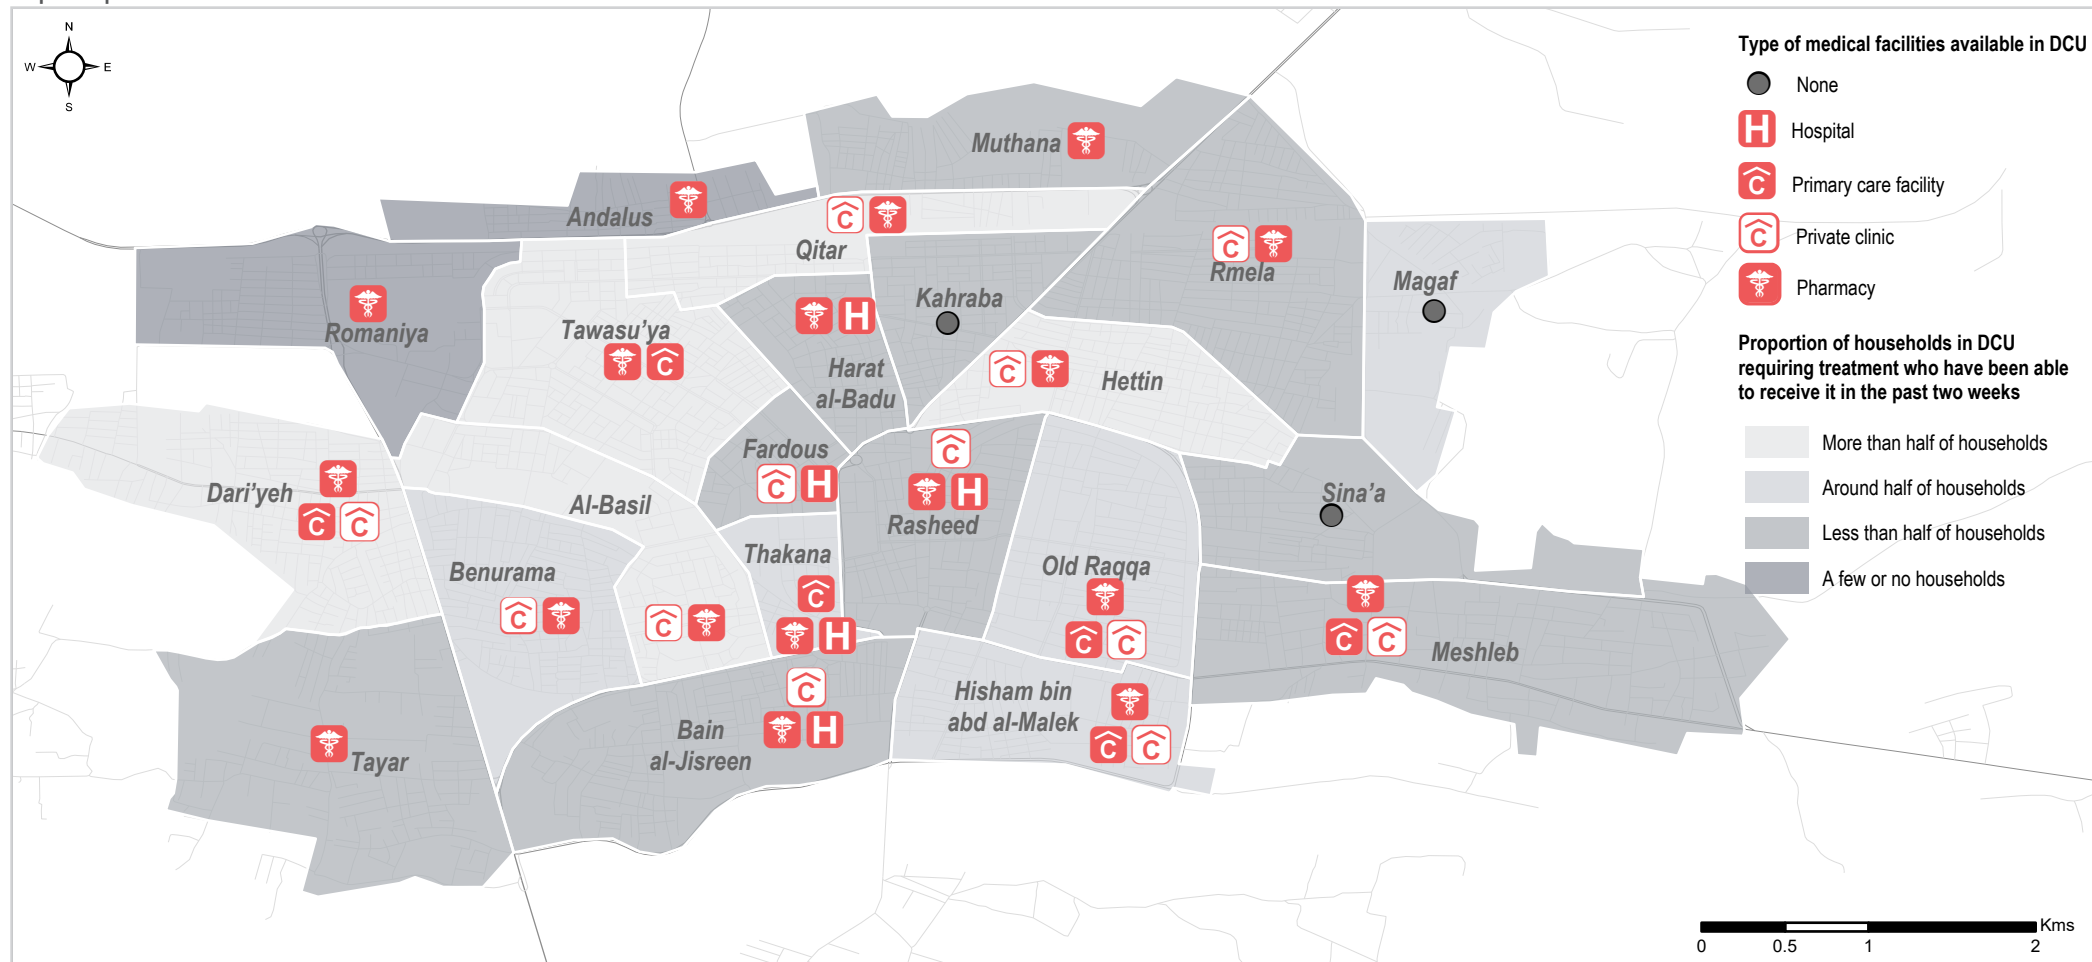 N
W
E
S
Type of medical facilities available in DCU
None
H
Hospital
C
Primary care facility
C
Private clinic
Pharmacy
Proportion of households in DCU
requiring treatment who have been able
to receive it in the past two weeks
More than half of households
Around half of households
Less than half of households
A few or no households
Muthana
Andalus
C
Qitar
C
Rmela
Magaf
Kahraba
Romaniya
Tawasu'ya
C
H
Harat
al-Badu
C
Hettin
Fardous
C
H
C
H
Rasheed
Dari'yeh
C
C
Al-Basil
Sina'a
Benurama
C
C
Thakana
C
H
Old Raqqa
C
C
C
C
Meshleb
Hisham bin
abd al-Malek
C
C
C
H
Bain
al-Jisreen
Tayar
Kms
0
0.5
1
2